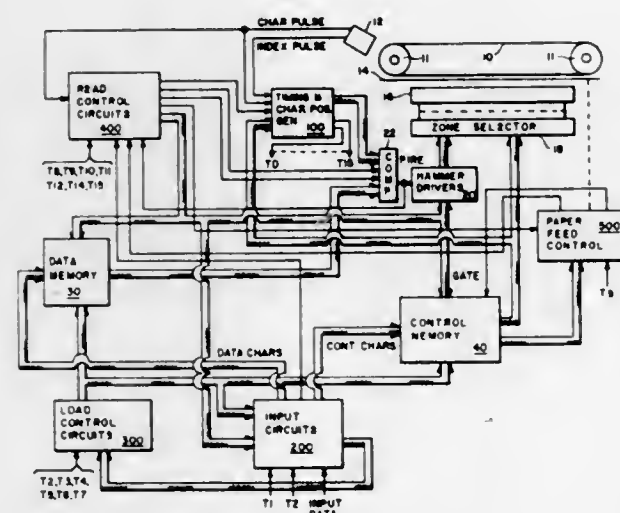 CHAR PULSE
INDEX PULSE
12
11
10
11
14
READ
CONTROL
CIRCUITS
400
TIMING &
CHAR POS.
GEN
100
16
ZONE SELECTOR
18
22
COMP
FIRE
HAMMER
DRIVERS
T0
T15
T8, T9, T10, T11
T12, T14, T15
PAPER
FEED
CONTROL
500
DATA
MEMORY
30
GATE
T9
CONTROL
MEMORY
40
DATA CHARS
CONT CHARS
LOAD
CONTROL
CIRCUITS
300
INPUT
CIRCUITS
200
T2, T3, T4,
T5, T6, T7
T1
T2
INPUT
DATA